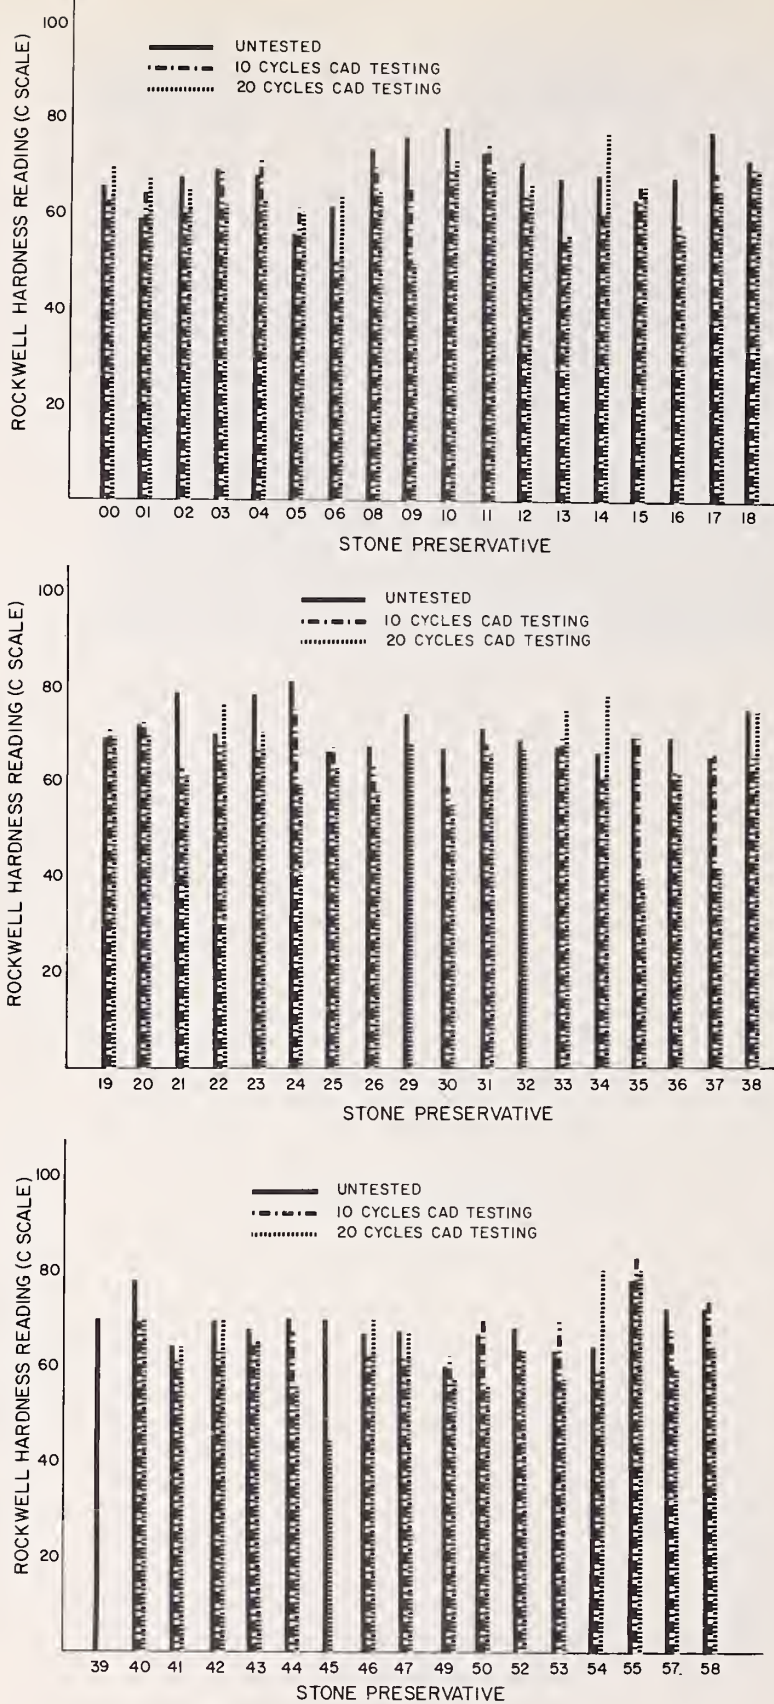 100
80
60
40
20
ROCKWELL HARDNESS READING (C SCALE)
UNTESTED
10 CYCLES CAD TESTING
20 CYCLES CAD TESTING
00 01 02 03 04 05 06 08 09 10 11 12 13 14 15 16 17 18
STONE PRESERVATIVE
100
80
60
40
20
ROCKWELL HARDNESS READING (C SCALE)
UNTESTED
10 CYCLES CAD TESTING
20 CYCLES CAD TESTING
19 20 21 22 23 24 25 26 29 30 31 32 33 34 35 36 37 38
STONE PRESERVATIVE
100
80
60
40
20
ROCKWELL HARDNESS READING (C SCALE)
UNTESTED
10 CYCLES CAD TESTING
20 CYCLES CAD TESTING
39 40 41 42 43 44 45 46 47 49 50 52 53 54 55 57 58
STONE PRESERVATIVE